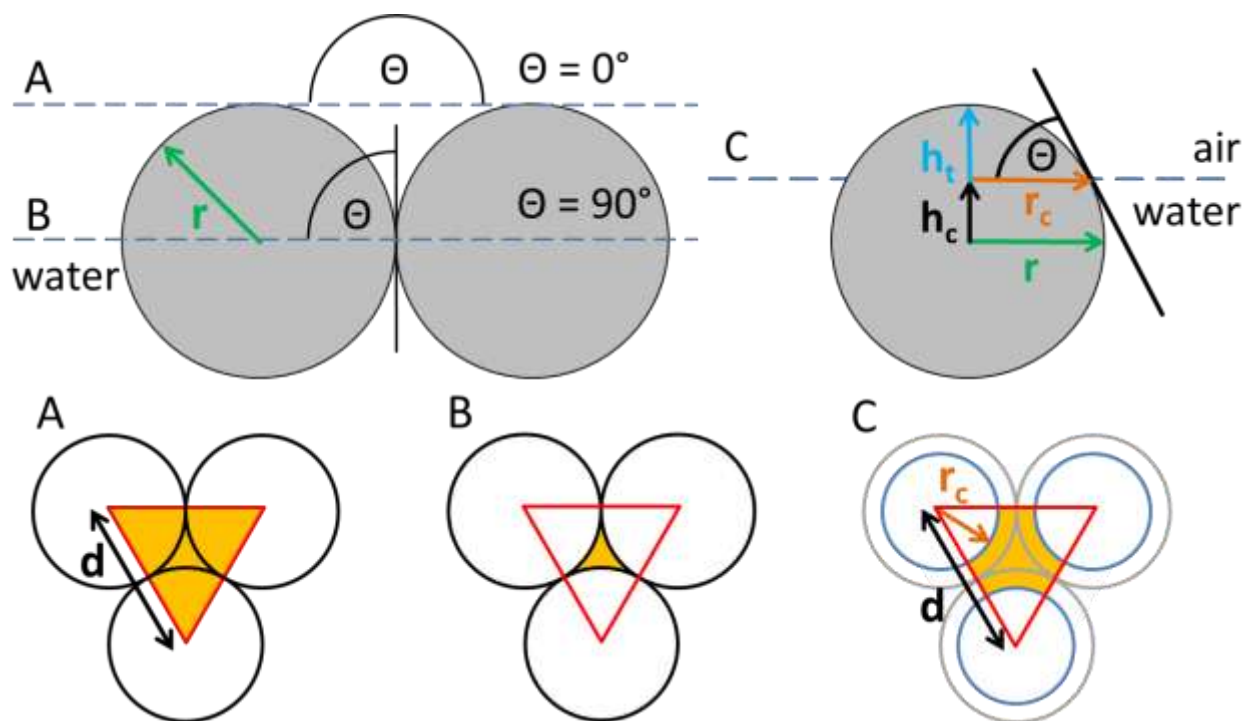 A
Θ
Θ = 0°
B
r
Θ
Θ = 90°
water
C
h_t
Θ
air
r_c
water
h_c
r
A
B
C
d
r_c
d